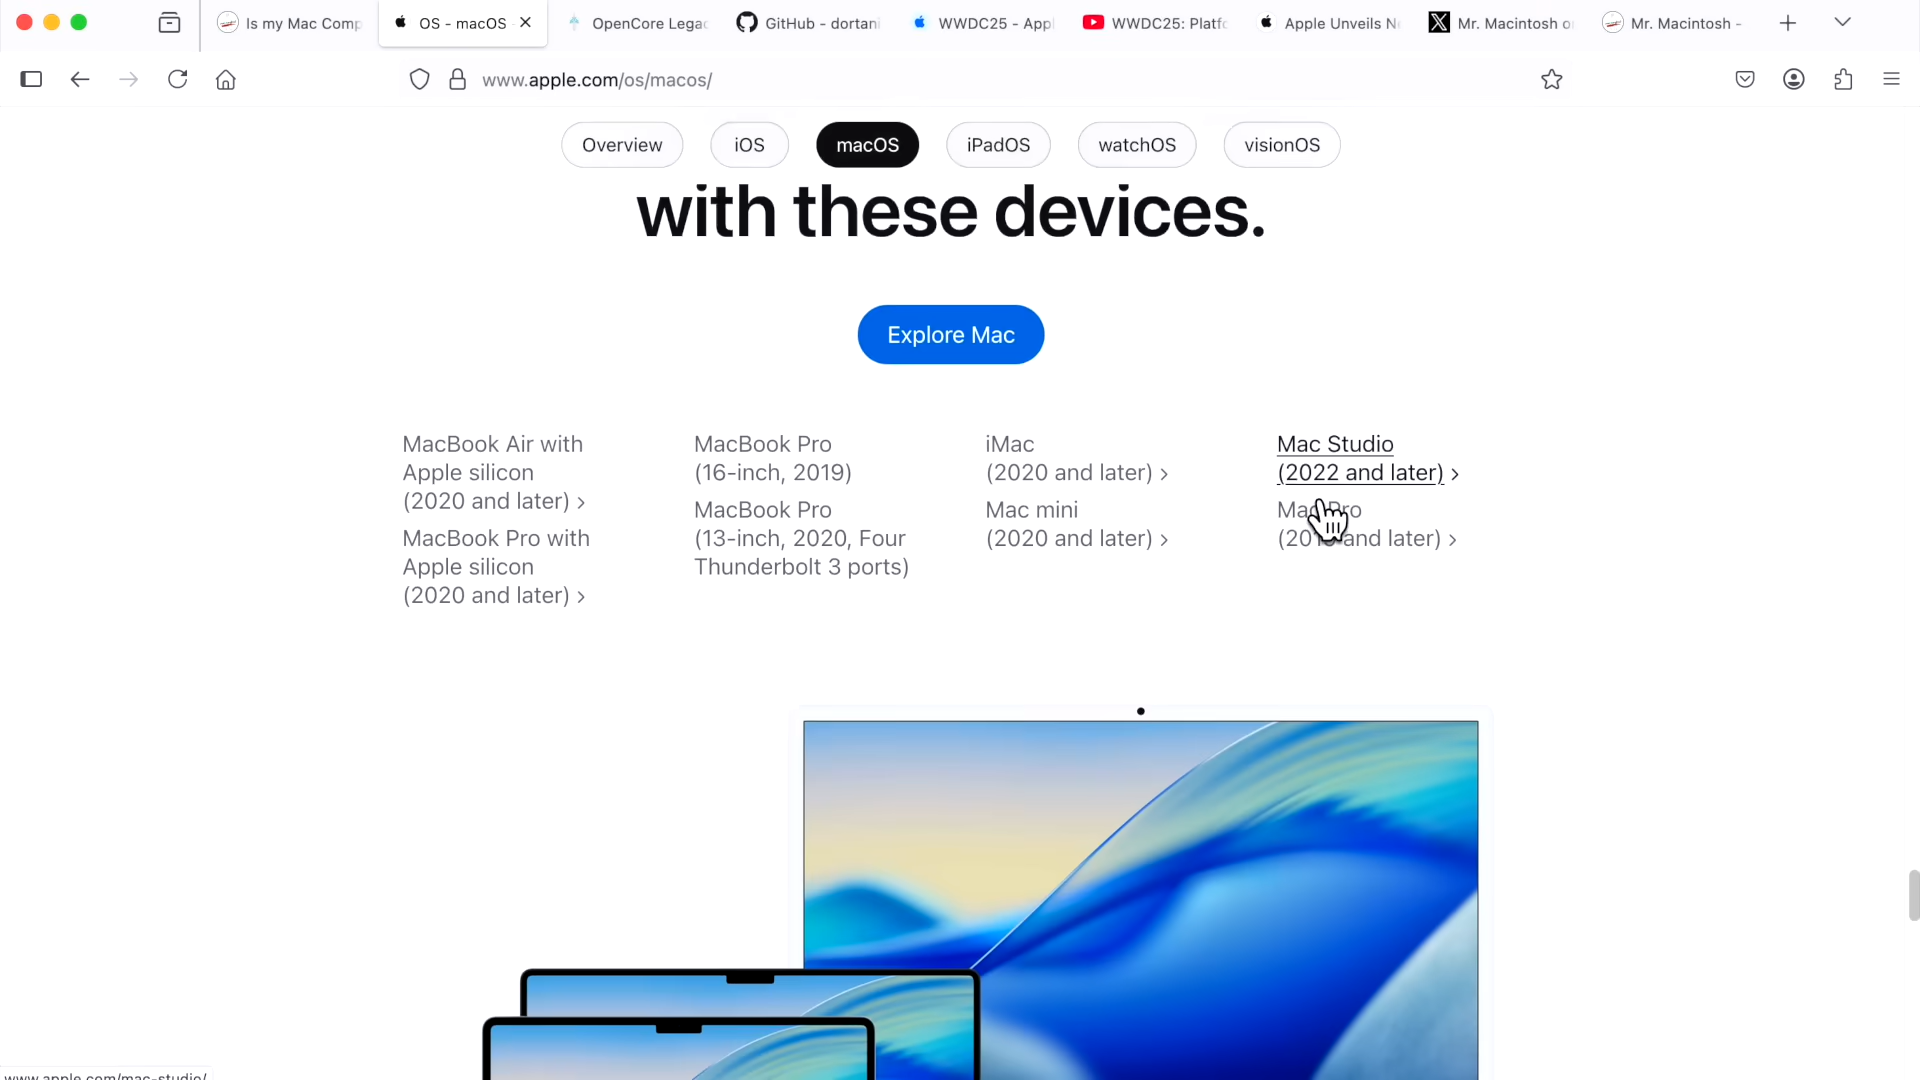 Is my Mac Comp
OS - macOS
OpenCore Legac
GitHub - dortani
WWDC25 - Appl
WWDC25: Platfo
Apple Unveils Ne
Mr. Macintosh o
Mr. Macintosh -
www.apple.com/os/macos/
Overview
iOS
macOS
iPadOS
watchOS
visionOS
with these devices.
Explore Mac
MacBook Air with
Apple silicon
(2020 and later) >
MacBook Pro with
Apple silicon
(2020 and later) >
MacBook Pro
(16-inch, 2019)
MacBook Pro
(13-inch, 2020, Four
Thunderbolt 3 ports)
iMac
(2020 and later) >
Mac mini
(2020 and later) >
Mac Studio
(2022 and later) >
Mac Pro
(2019 and later) >
www.apple.com/mac-studio/